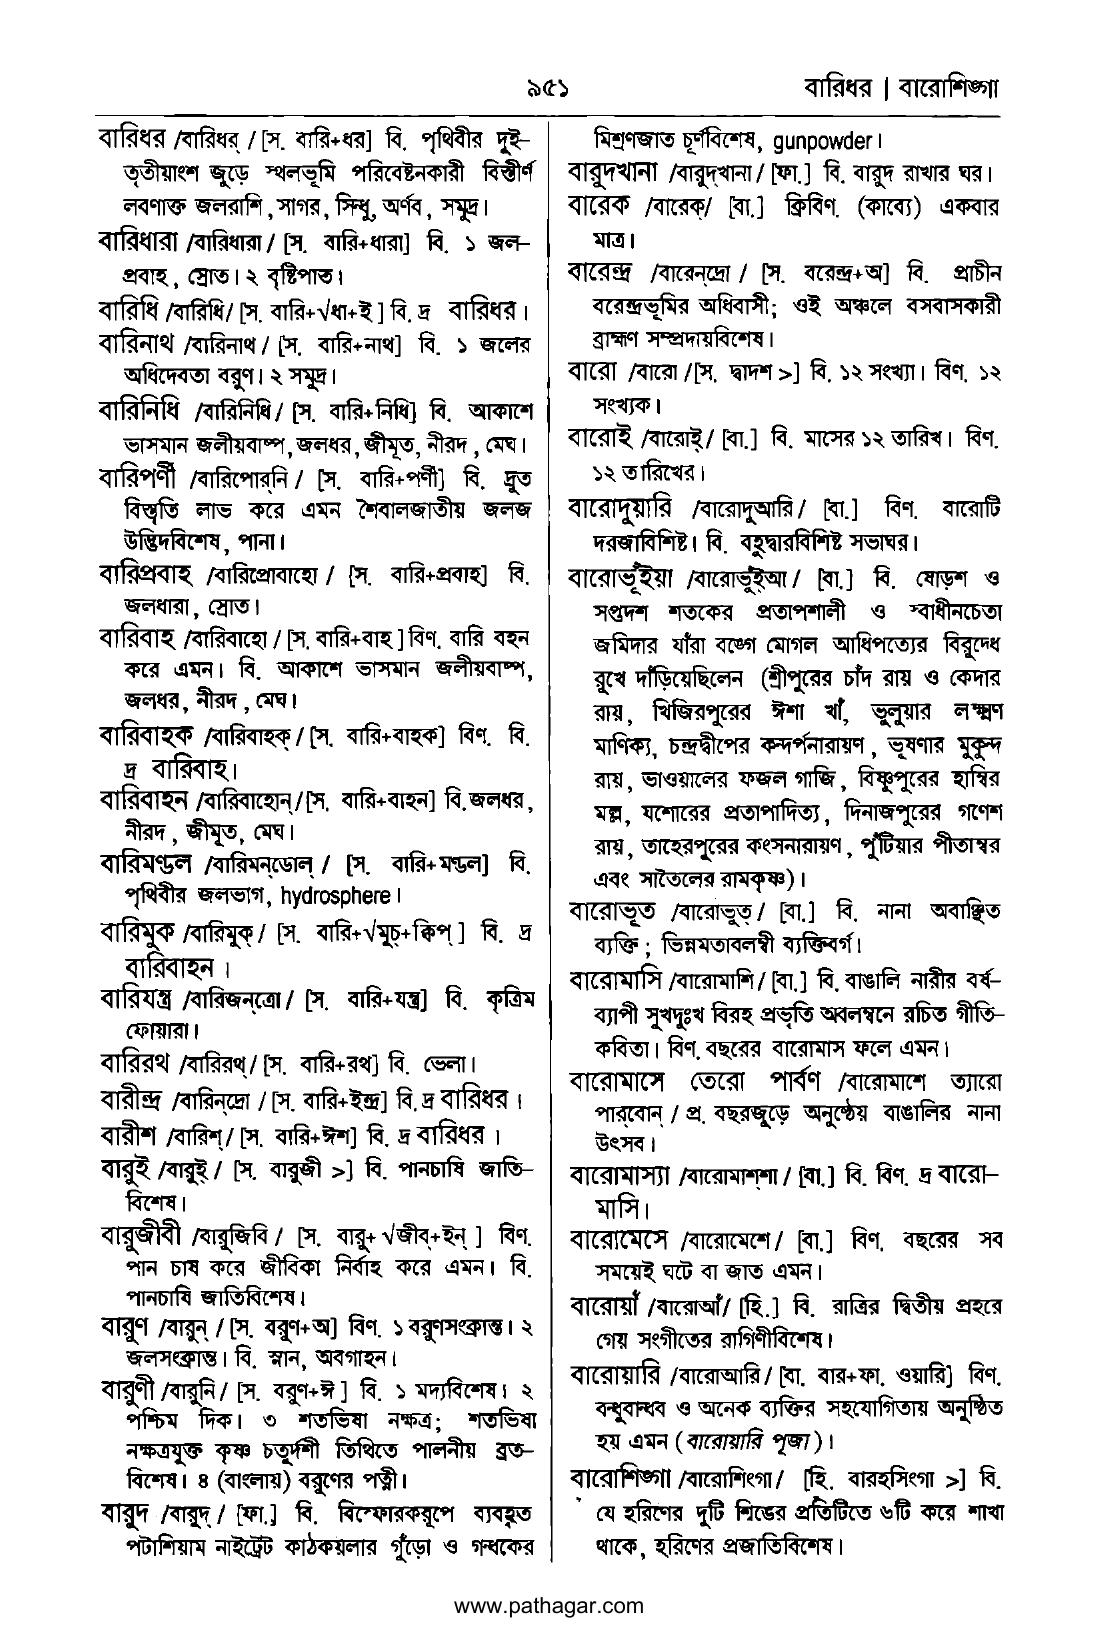 ৯৫১
বারিধর | বারোশিঙ্গা
বারিধর /বারিধর্ / [স. বারি+ধর] বি. পৃথিবীর দুই–
তৃতীয়াংশ জুড়ে স্থলভূমি পরিবেষ্টনকারী বিস্তীর্ণ
লবণাক্ত জলরাশি, সাগর, সিন্ধু, অর্ণব, সমুদ্র।
বারিধারা /বারিধারা / [স. বারি+ধারা] বি. ১ জল–
প্রবাহ, স্রোত। ২ বৃষ্টিপাত।
বারিধি /বারিধি/ [স. বারি+√ধা+ই ] বি. দ্র বারিধর।
বারিনাথ /বারিনাথ / [স. বারি+নাথ] বি. ১ জলের
অধিদেবতা বরুণ। ২ সমুদ্র।
বারিনিধি /বারিনিধি/ [স. বারি+নিধি] বি. আকাশে
ভাসমান জলীয়বাষ্প, জলধর, জীমূত, নীরদ, মেঘ।
বারিপর্ণী /বারিপোর্‌নি / [স. বারি+পর্ণী] বি. দ্রুত
বিস্তৃতি লাভ করে এমন শৈবালজাতীয় জলজ
উদ্ভিদবিশেষ, পানা।
বারিপ্রবাহ /বারিপ্রোবাহো / [স. বারি+প্রবাহ] বি.
জলধারা, স্রোত।
বারিবাহ /বারিবাহো / [স. বারি+বাহ ] বিণ. বারি বহন
করে এমন। বি. আকাশে ভাসমান জলীয়বাষ্প,
জলধর, নীরদ, মেঘ।
বারিবাহক /বারিবাহক্ / [স. বারি+বাহক] বিণ. বি.
দ্র বারিবাহ।
বারিবাহন /বারিবাহোন্ / [স. বারি+বাহন] বি. জলধর,
নীরদ, জীমূত, মেঘ।
বারিমণ্ডল /বারিমন্‌ডোল্ / [স. বারি+মণ্ডল] বি.
পৃথিবীর জলভাগ, hydrosphere।
বারিমুক /বারিমুক্ / [স. বারি+√মুচ্+ক্বিপ্ ] বি. দ্র
বারিবাহন।
বারিযন্ত্র /বারিজন্‌ত্রো / [স. বারি+যন্ত্র] বি. কৃত্রিম
ফোয়ারা।
বারিরথ /বারিরথ্ / [স. বারি+রথ] বি. ভেলা।
বারীন্দ্র /বারিন্‌দ্রো / [স. বারি+ইন্দ্র] বি. দ্র বারিধর।
বারীশ /বারিশ্ / [স. বারি+ঈশ] বি. দ্র বারিধর।
বারুই /বারুই্ / [স. বারুজী >] বি. পানচাষি জাতি–
বিশেষ।
বারুজীবী /বারুজিবি / [স. বারু+ √জীব্+ইন্ ] বিণ.
পান চাষ করে জীবিকা নির্বাহ করে এমন। বি.
পানচাষি জাতিবিশেষ।
বারুণ /বারুন্ / [স. বরুণ+অ] বিণ. ১ বরুণসংক্রান্ত। ২
জলসংক্রান্ত। বি. স্নান, অবগাহন।
বারুণী /বারুনি / [স. বরুণ+ঈ ] বি. ১ মদ্যবিশেষ। ২
পশ্চিম দিক। ৩ শতভিষা নক্ষত্র; শতভিষা
নক্ষত্রযুক্ত কৃষ্ণ চতুর্দশী তিথিতে পালনীয় ব্রত–
বিশেষ। ৪ (বাংলায়) বরুণের পত্নী।
বারুদ /বারুদ্ / [ফা.] বি. বিস্ফোরকরূপে ব্যবহৃত
পটাশিয়াম নাইট্রেট কাঠকয়লার গুঁড়ো ও গন্ধকের
মিশ্রণজাত চূর্ণবিশেষ, gunpowder।
বারুদখানা /বারুদ্‌খানা / [ফা.] বি. বারুদ রাখার ঘর।
বারেক /বারেক্/ [বা.] ক্রিবিণ. (কাব্যে) একবার
মাত্র।
বারেন্দ্র /বারেন্‌দ্রো / [স. বরেন্দ্র+অ] বি. প্রাচীন
বরেন্দ্রভূমির অধিবাসী; ওই অঞ্চলে বসবাসকারী
ব্রাহ্মণ সম্প্রদায়বিশেষ।
বারো /বারো /[স. দ্বাদশ >] বি. ১২ সংখ্যা। বিণ. ১২
সংখ্যক।
বারোই /বারোই্ / [বা.] বি. মাসের ১২ তারিখ। বিণ.
১২ তারিখের।
বারোদুয়ারি /বারোদুআরি / [বা.] বিণ. বারোটি
দরজাবিশিষ্ট। বি. বহুদ্বারবিশিষ্ট সভাঘর।
বারোভূঁইয়া /বারোভুঁইআ / [বা.] বি. ষোড়শ ও
সপ্তদশ শতকের প্রতাপশালী ও স্বাধীনচেতা
জমিদার যাঁরা বঙ্গে মোগল আধিপত্যের বিরুদ্ধে
রুখে দাঁড়িয়েছিলেন (শ্রীপুরের চাঁদ রায় ও কেদার
রায়, খিজিরপুরের ঈশা খাঁ, ভুলুয়ার লক্ষ্মণ
মাণিক্য, চন্দ্রদ্বীপের কন্দর্পনারায়ণ, ভূষণার মুকুন্দ
রায়, ভাওয়ালের ফজল গাজি, বিষ্ণুপুরের হাম্বির
মল্ল, যশোরের প্রতাপাদিত্য, দিনাজপুরের গণেশ
রায়, তাহেরপুরের কংসনারায়ণ, পুঁটিয়ার পীতাম্বর
এবং সাতৈলের রামকৃষ্ণ)।
বারোভূত /বারোভুত্ / [বা.] বি. নানা অবাঞ্ছিত
ব্যক্তি; ভিন্নমতাবলম্বী ব্যক্তিবর্গ।
বারোমাসি /বারোমাশি / [বা.] বি. বাঙালি নারীর বর্ষ–
ব্যাপী সুখদুঃখ বিরহ প্রভৃতি অবলম্বনে রচিত গীতি–
কবিতা। বিণ. বছরের বারোমাস ফলে এমন।
বারোমাসে তেরো পার্বণ /বারোমাশে ত্যারো
পার্‌বোন্ / প্র. বছরজুড়ে অনুষ্ঠেয় বাঙালির নানা
উৎসব।
বারোমাস্যা /বারোমাশ্‌শা / [বা.] বি. বিণ. দ্র বারো–
মাসি।
বারোমেসে /বারোমেশে / [বা.] বিণ. বছরের সব
সময়েই ঘটে বা জাত এমন।
বারোয়াঁ /বারোআঁ/ [হি.] বি. রাত্রির দ্বিতীয় প্রহরে
গেয় সংগীতের রাগিণীবিশেষ।
বারোয়ারি /বারোআরি / [বা. বার+ফা. ওয়ারি] বিণ.
বন্ধুবান্ধব ও অনেক ব্যক্তির সহযোগিতায় অনুষ্ঠিত
হয় এমন (বারোয়ারি পূজা)।
বারোশিঙ্গা /বারোশিংগা / [হি. বারহসিংগা >] বি.
যে হরিণের দুটি শিঙের প্রতিটিতে ৬টি করে শাখা
থাকে, হরিণের প্রজাতিবিশেষ।
www.pathagar.com